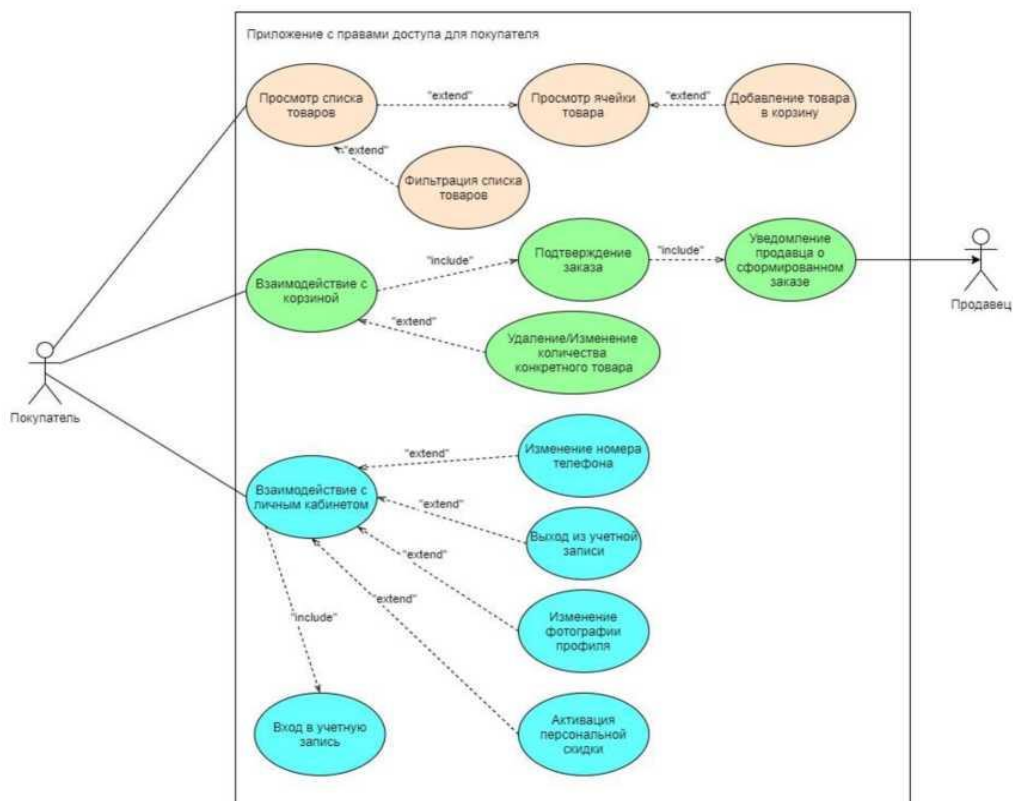 Приложение с правами доступа для покупателя
Просмотр списка
товаров
"extend"
Просмотр ячейки
товара
"extend"
Добавление товара
в корзину
"extend"
Фильтрация списка
товаров
Взаимодействие с
корзиной
"include"
Подтверждение
заказа
"include"
Уведомление
продавца о
сформированном
заказе
Продавец
"extend"
Удаление/Изменение
количества
конкретного товара
Покупатель
Взаимодействие с
личным кабинетом
"extend"
Изменение номера
телефона
"extend"
Выход из учетной
записи
"extend"
Изменение
фотографии
профиля
"extend"
Активация
персональной
скидки
"include"
Вход в учетную
запись